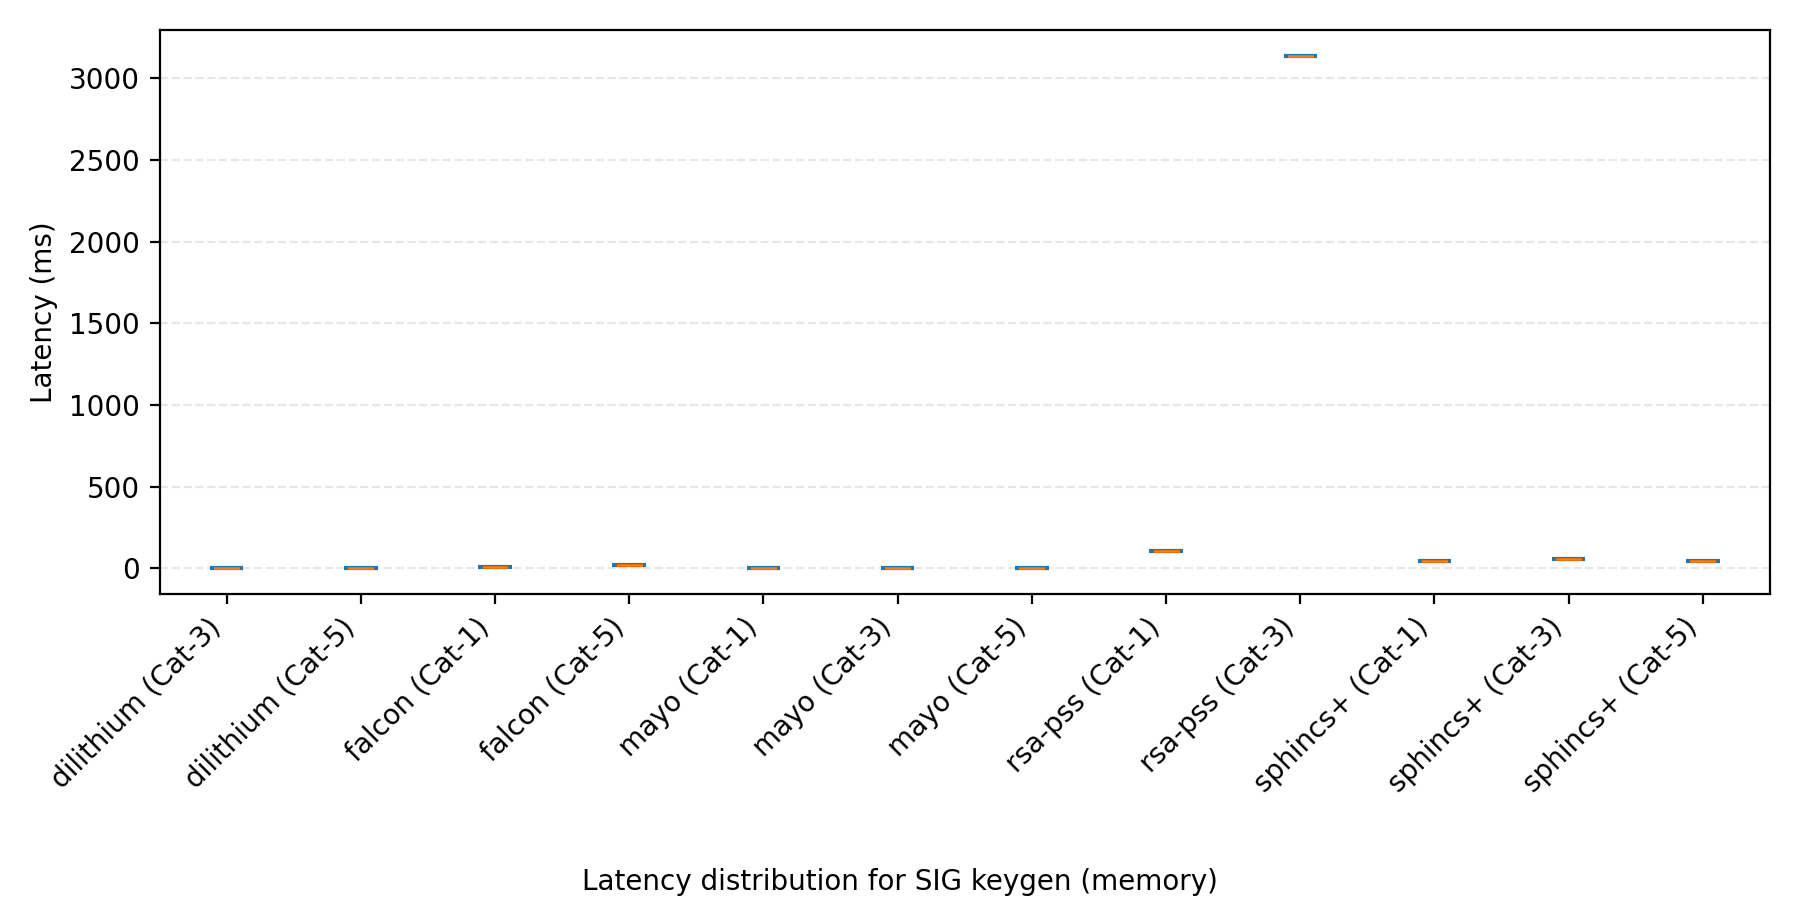 3000
2500
2000
1500
1000
500
0
Latency (ms)
dilithium (Cat-3)
dilithium (Cat-5)
falcon (Cat-1)
falcon (Cat-5)
mayo (Cat-1)
mayo (Cat-3)
mayo (Cat-5)
rsa-pss (Cat-1)
rsa-pss (Cat-3)
sphincs+ (Cat-1)
sphincs+ (Cat-3)
sphincs+ (Cat-5)
Latency distribution for SIG keygen (memory)